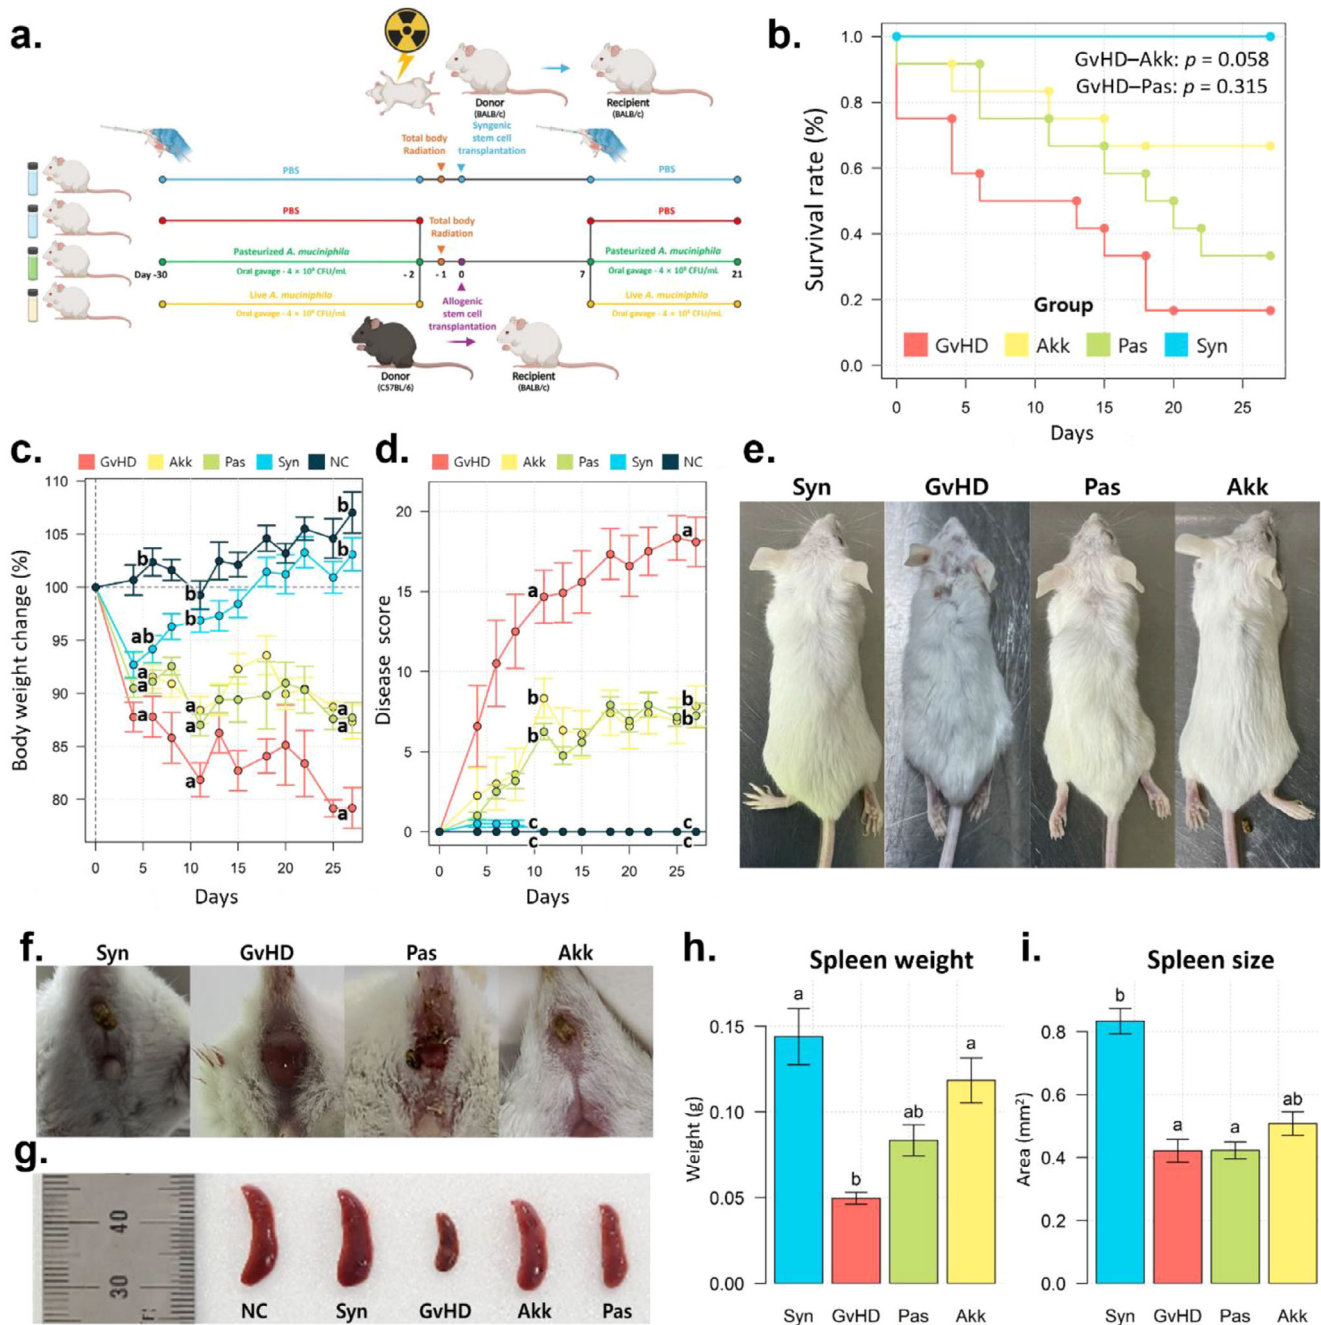 a.
Donor
(BALB/c)
Recipient
(BALB/c)
Total body
Radiation
Syngenic
stem cell
transplantation
PBS
PBS
PBS
PBS
Total body
Radiation
Pasteurized A. muciniphila
Pasteurized A. muciniphila
Day -30
Oral gavage - 4 × 10⁸ CFU/mL
-2
-1
0
7
Oral gavage - 4 × 10⁸ CFU/mL
21
Live A. muciniphila
Live A. muciniphila
Oral gavage - 4 × 10⁸ CFU/mL
Oral gavage - 4 × 10⁸ CFU/mL
Allogenic
stem cell
transplantation
Donor
(C57BL/6)
Recipient
(BALB/c)
b.
GvHD–Akk: p = 0.058
GvHD–Pas: p = 0.315
Survival rate (%)
1.0
0.8
0.6
0.4
0.2
0.0
Group
GvHD Akk Pas Syn
0 5 10 15 20 25
Days
c.
GvHD Akk Pas Syn NC
Body weight change (%)
110
105
100
95
90
85
80
b
b
b
b
b
ab
a
a
a
a
a
a
a
a
a
0 5 10 15 20 25
Days
d.
GvHD Akk Pas Syn NC
Disease score
20
15
10
5
0
a
a
b
b
b
b
c
c
c
c
0 5 10 15 20 25
Days
e.
Syn GvHD Pas Akk
f.
Syn GvHD Pas Akk
g.
40
30
NC Syn GvHD Akk Pas
h.
Spleen weight
Weight (g)
0.15
0.10
0.05
0.00
a
b
ab
a
Syn GvHD Pas Akk
i.
Spleen size
Area (mm²)
0.8
0.6
0.4
0.2
0.0
b
a
a
ab
Syn GvHD Pas Akk